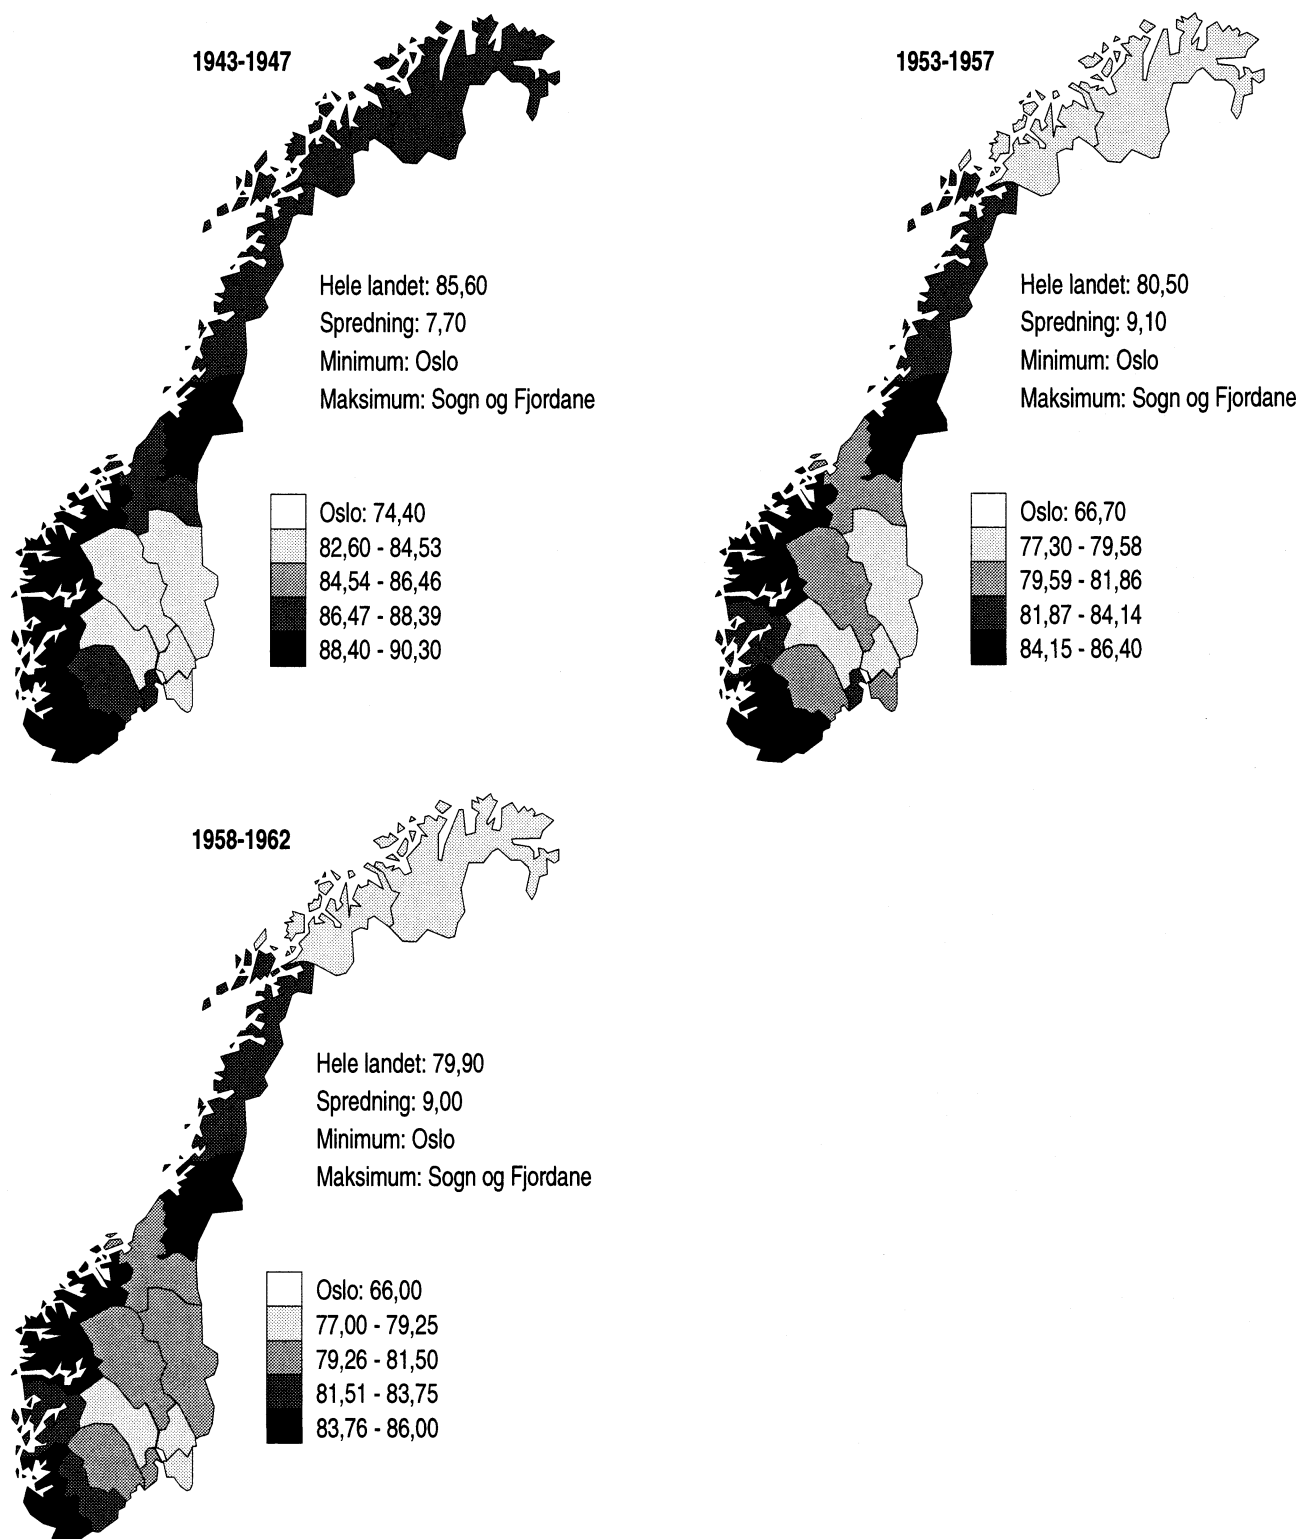 1943-1947
Hele landet: 85,60
Spredning: 7,70
Minimum: Oslo
Maksimum: Sogn og Fjordane
Oslo: 74,40
82,60 - 84,53
84,54 - 86,46
86,47 - 88,39
88,40 - 90,30
1953-1957
Hele landet: 80,50
Spredning: 9,10
Minimum: Oslo
Maksimum: Sogn og Fjordane
Oslo: 66,70
77,30 - 79,58
79,59 - 81,86
81,87 - 84,14
84,15 - 86,40
1958-1962
Hele landet: 79,90
Spredning: 9,00
Minimum: Oslo
Maksimum: Sogn og Fjordane
Oslo: 66,00
77,00 - 79,25
79,26 - 81,50
81,51 - 83,75
83,76 - 86,00